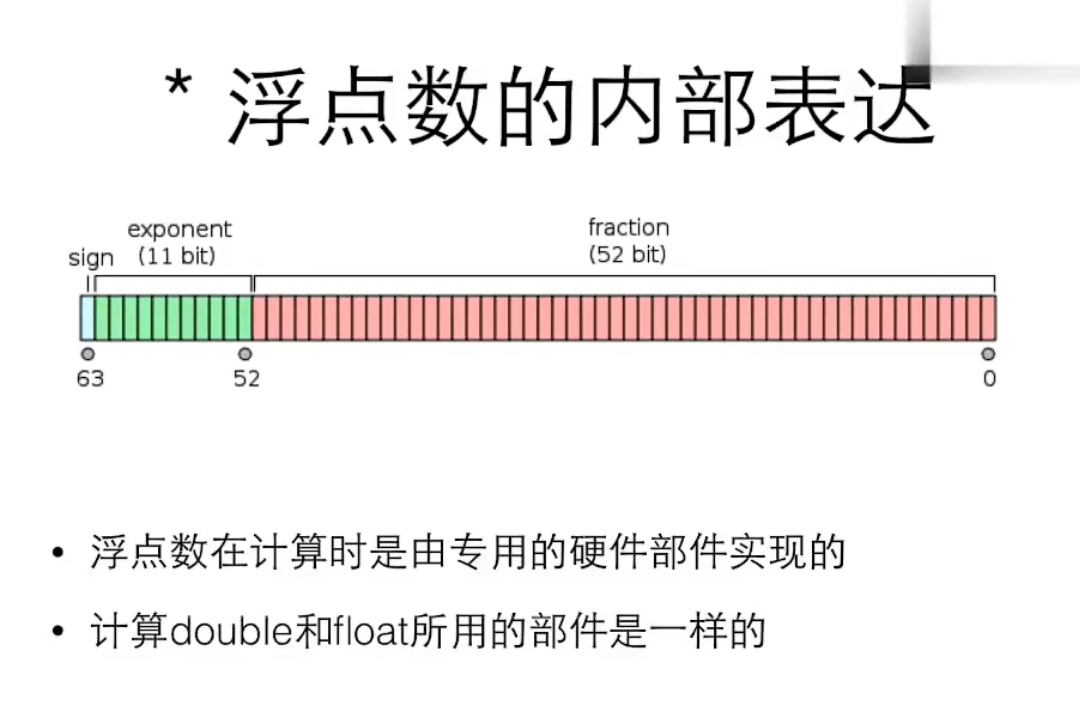 * 浮点数的内部表达
exponent
fraction
sign (11 bit)
(52 bit)
63 52 0
• 浮点数在计算时是由专用的硬件部件实现的
• 计算double和float所用的部件是一样的